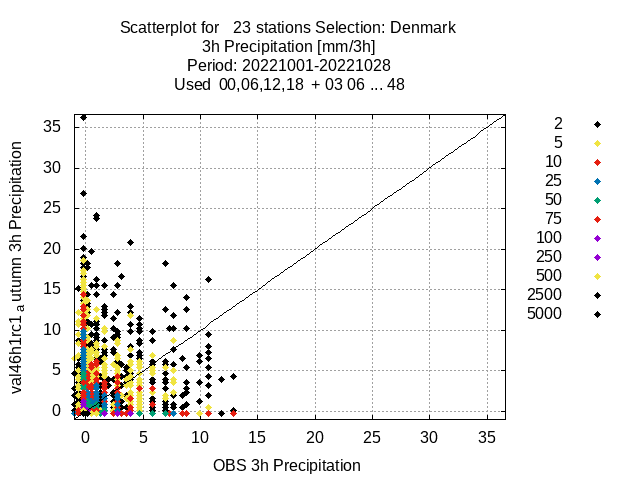 Scatterplot for   23 stations Selection: Denmark
3h Precipitation [mm/3h]
Period: 20221001-20221028
Used  00,06,12,18  + 03 06 ... 48
val46h1rc1_autumn 3h Precipitation
35
30
25
20
15
10
5
0
0 5 10 15 20 25 30 35
OBS 3h Precipitation
2
5
10
25
50
75
100
250
500
2500
5000